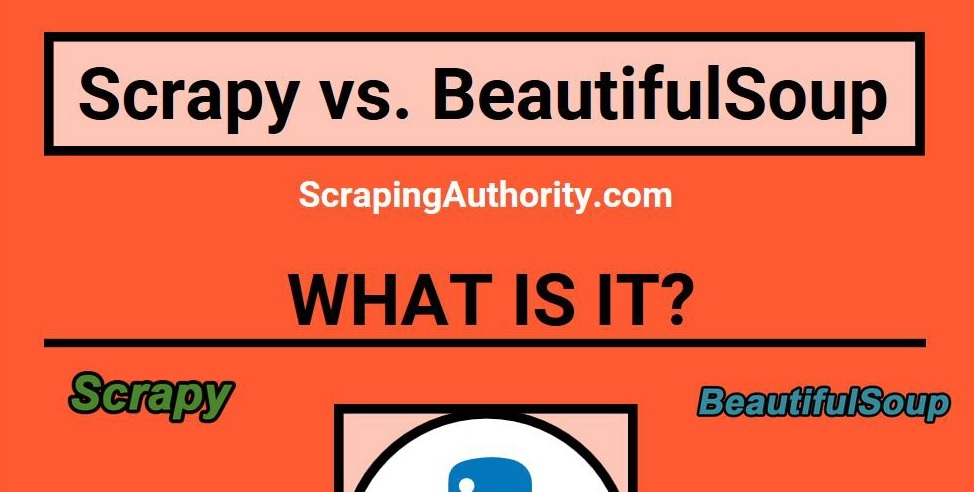 Scrapy vs. BeautifulSoup
ScrapingAuthority.com
WHAT IS IT?
Scrapy
BeautifulSoup